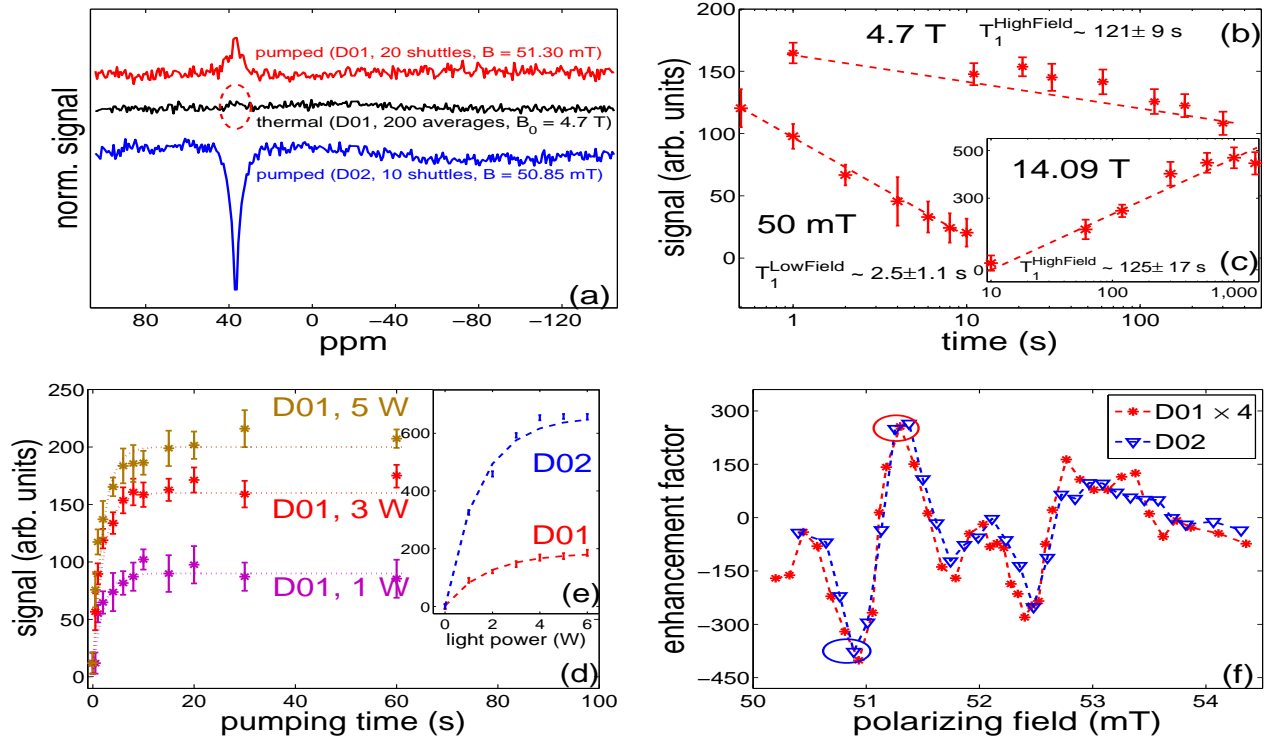 pumped (D01, 20 shuttles, B = 51.30 mT)
thermal (D01, 200 averages, B0 = 4.7 T)
pumped (D02, 10 shuttles, B = 50.85 mT)
norm. signal
(a)
80 40 0 −40 −80 −120
ppm
200
150
100
50
0
signal (arb. units)
4.7 T
T1HighField ~ 121± 9 s
(b)
50 mT
T1LowField ~ 2.5±1.1 s
1 10 100
time (s)
500
300
0
14.09 T
T1HighField ~ 125± 17 s
(c)
10 100 1,000
250
200
150
100
50
0
signal (arb. units)
D01, 5 W
D01, 3 W
D01, 1 W
(d)
0 20 40 60 80 100
pumping time (s)
600
400
200
0
D02
D01
(e)
0 2 4 6
light power (W)
300
150
0
−150
−300
−450
enhancement factor
D01 × 4
D02
(f)
50 51 52 53 54
polarizing field (mT)